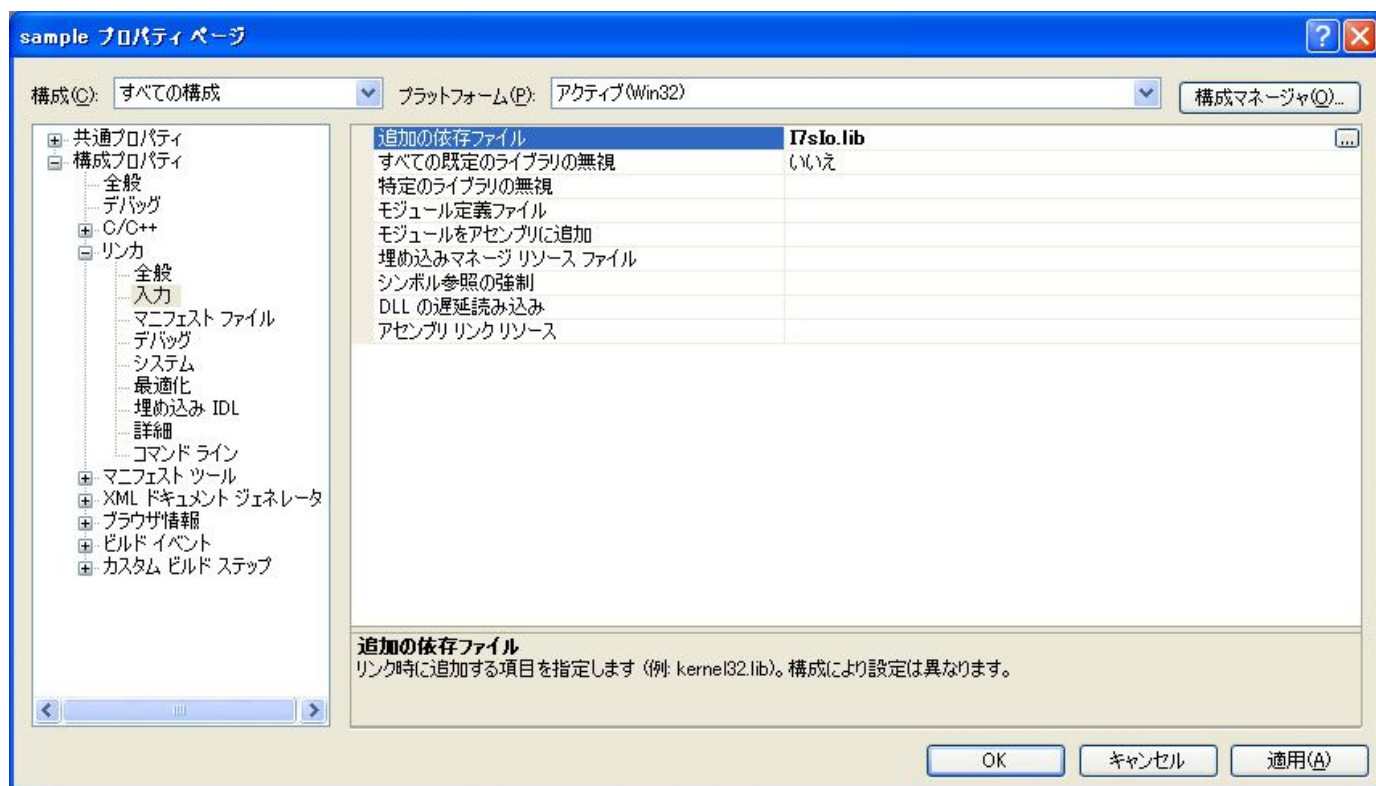 sample プロパティ ページ
構成(C): すべての構成 プラットフォーム(P): アクティブ(Win32) 構成マネージャ(O)...
共通プロパティ
構成プロパティ
全般
デバッグ
C/C++
リンカ
全般
入力
マニフェスト ファイル
デバッグ
システム
最適化
埋め込み IDL
詳細
コマンド ライン
マニフェスト ツール
XML ドキュメント ジェネレータ
ブラウザ情報
ビルド イベント
カスタム ビルド ステップ
追加の依存ファイル I7sIo.lib ...
すべての既定のライブラリの無視 いいえ
特定のライブラリの無視
モジュール定義ファイル
モジュールをアセンブリに追加
埋め込みマネージ リソース ファイル
シンボル参照の強制
DLL の遅延読み込み
アセンブリ リンク リソース
追加の依存ファイル
リンク時に追加する項目を指定します (例: kernel32.lib)。構成により設定は異なります。
OK キャンセル 適用(A)